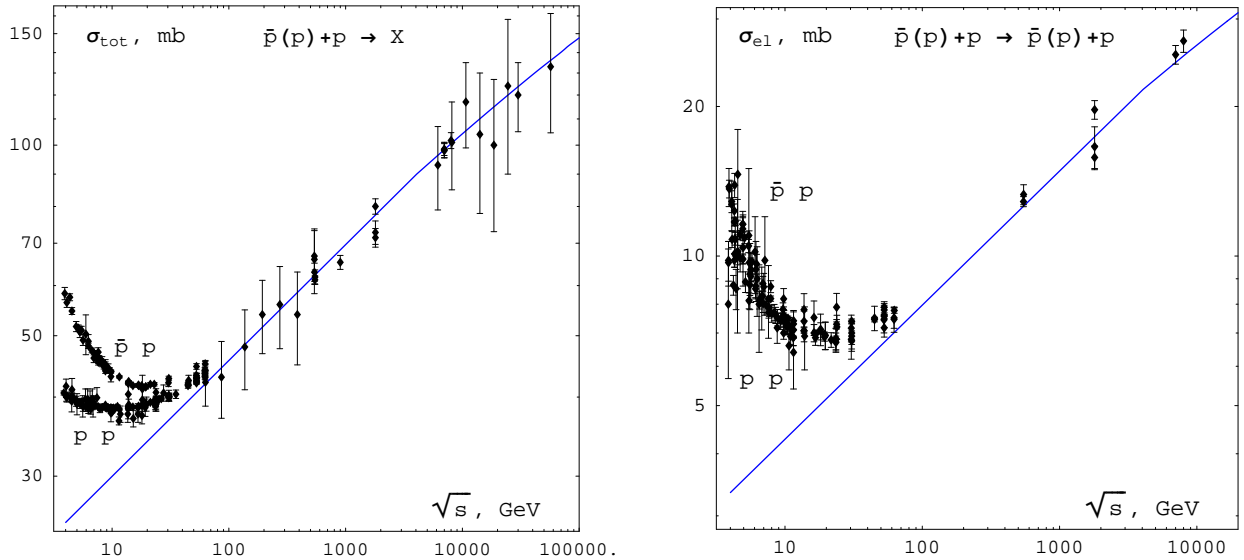 σtot, mb p̄(p)+p → X
150
100
70
50
30
p̄ p
p p
√s, GeV
10 100 1000 10000 100000.
σel, mb p̄(p)+p → p̄(p)+p
20
10
5
p̄ p
p p
√s, GeV
10 100 1000 10000